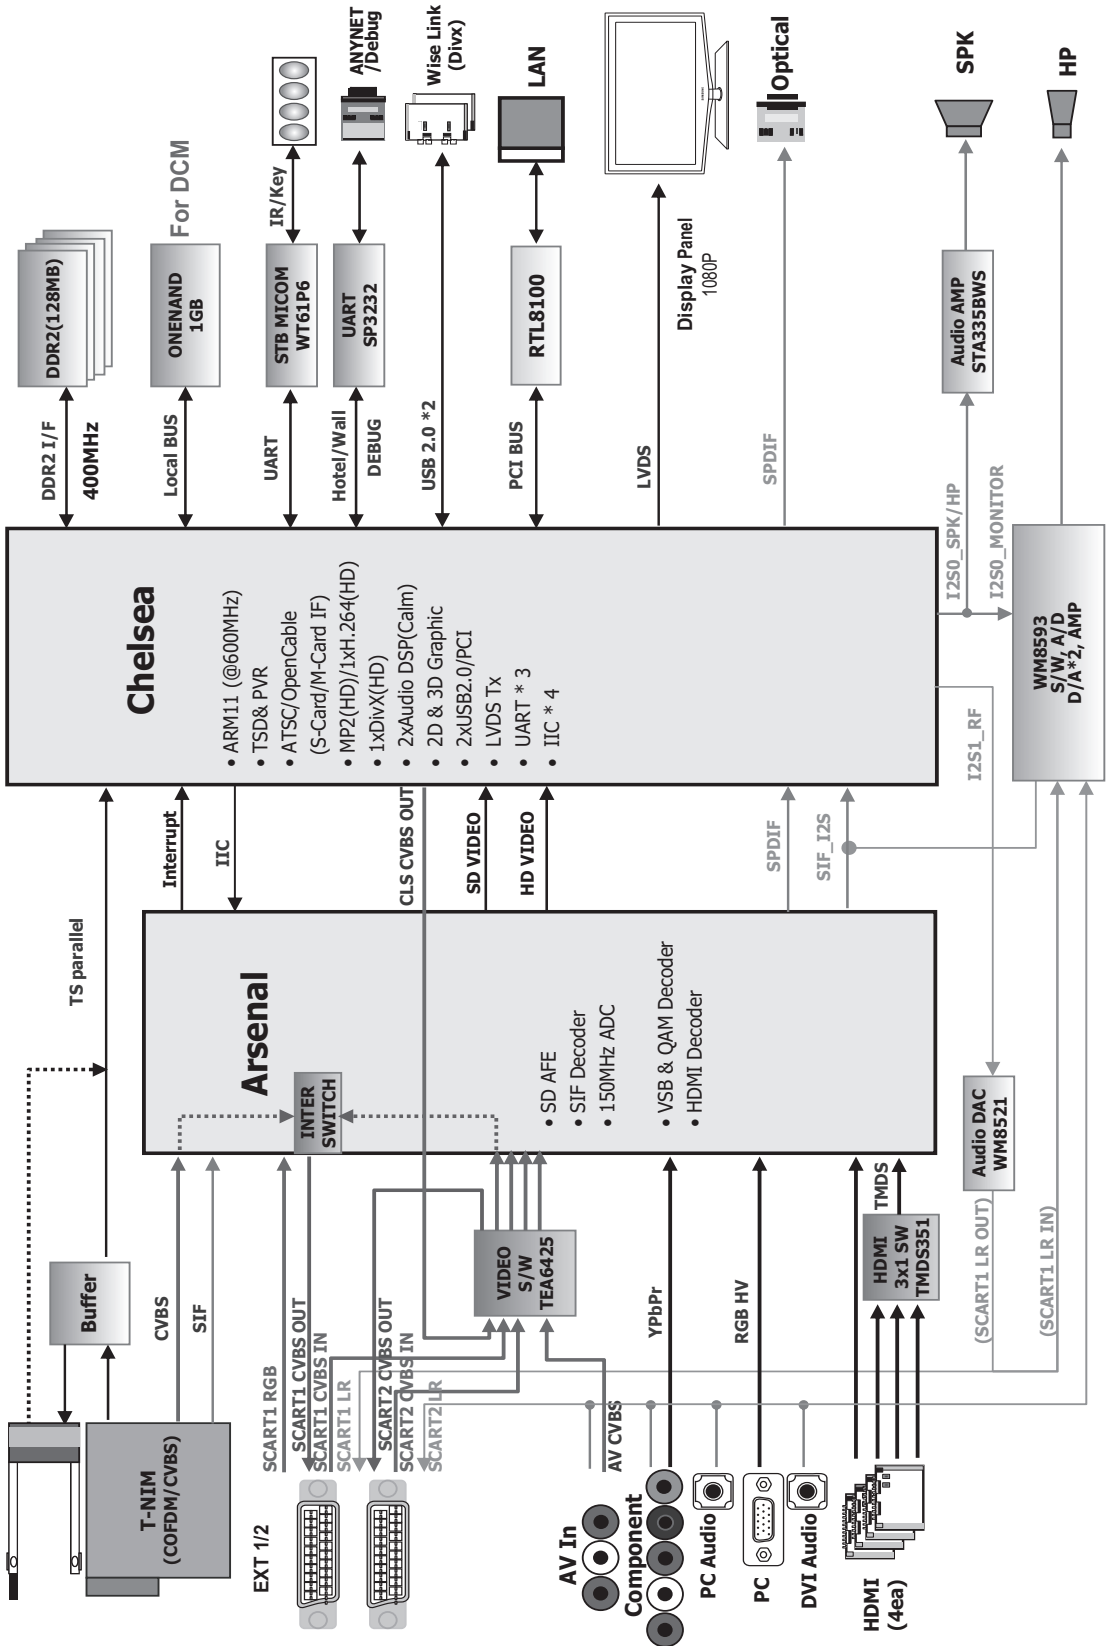 T-NIM
(COFDM/CVBS)
Buffer
TS parallel
CVBS
SIF
EXT 1/2
SCART1 RGB
SCART1 CVBS OUT
SCART1 CVBS IN
SCART1 LR
SCART2 CVBS OUT
SCART2 CVBS IN
SCART2 LR
AV In
AV CVBS
Component
YPbPr
PC Audio
PC
RGB HV
DVI Audio
HDMI
(4ea)
VIDEO
S/W
TEA6425
HDMI
3x1 SW
TMDS351
TMDS
Arsenal
INTER
SWITCH
• SD AFE
• SIF Decoder
• 150MHz ADC
• VSB & QAM Decoder
• HDMI Decoder
Audio DAC
WM8521
(SCART1 LR OUT)
(SCART1 LR IN)
Interrupt
IIC
CLS CVBS OUT
SD VIDEO
HD VIDEO
SPDIF
SIF_I2S
I2S1_RF
Chelsea
• ARM11 (@600MHz)
• TSD& PVR
• ATSC/OpenCable
(S-Card/M-Card IF)
• MP2(HD)/1xH.264(HD)
• 1xDivX(HD)
• 2xAudio DSP(Calm)
• 2D & 3D Graphic
• 2xUSB2.0/PCI
• LVDS Tx
• UART * 3
• IIC * 4
WM8593
S/W, A/D
D/A*2, AMP
I2S0_SPK/HP
I2S0_MONITOR
DDR2 I/F
400MHz
DDR2(128MB)
Local BUS
ONENAND
1GB
For DCM
UART
STB MICOM
WT61P6
IR/Key
Hotel/Wall
DEBUG
UART
SP3232
ANYNET
/Debug
USB 2.0 *2
Wise Link
(Divx)
PCI BUS
RTL8100
LAN
LVDS
Display Panel
1080P
SPDIF
Optical
Audio AMP
STA335BWS
SPK
HP